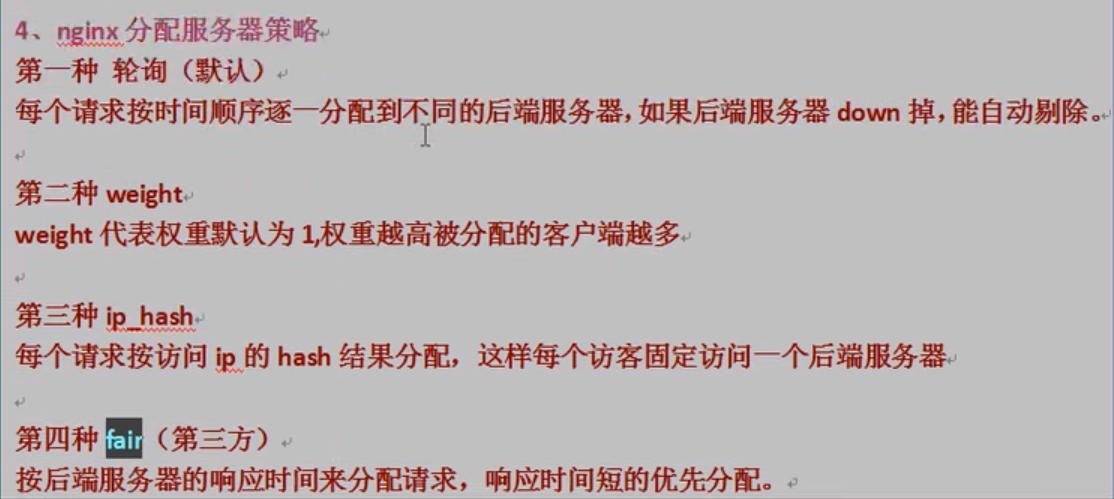 4、nginx 分配服务器策略
第一种 轮询（默认）
每个请求按时间顺序逐一分配到不同的后端服务器，如果后端服务器 down 掉，能自动剔除。
第二种 weight
weight 代表权重默认为 1,权重越高被分配的客户端越多
第三种 ip_hash
每个请求按访问 ip 的 hash 结果分配，这样每个访客固定访问一个后端服务器
第四种 fair（第三方）
按后端服务器的响应时间来分配请求，响应时间短的优先分配。